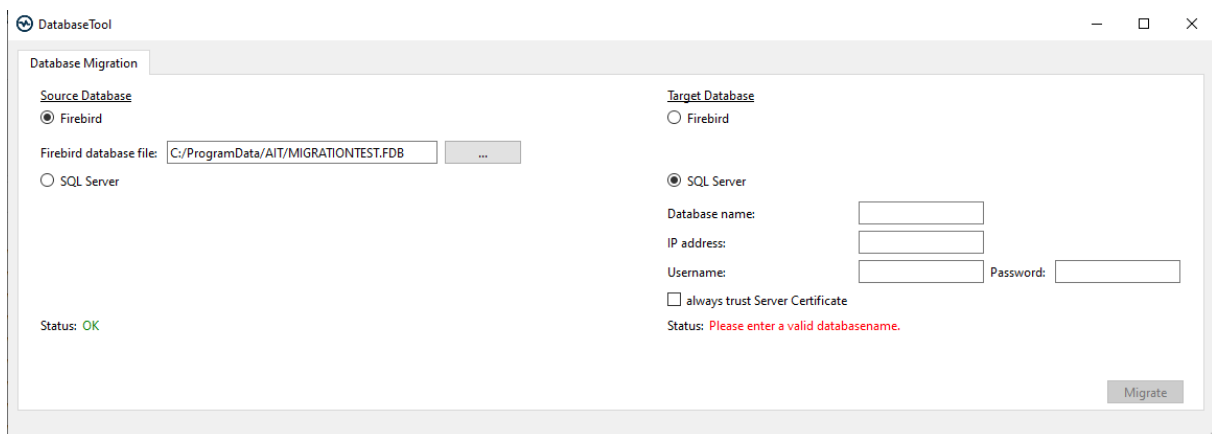 DatabaseTool
Database Migration
Source Database
Firebird
Firebird database file: C:/ProgramData/AIT/MIGRATIONTEST.FDB ...
SQL Server
Status: OK
Target Database
Firebird
SQL Server
Database name:
IP address:
Username: Password:
always trust Server Certificate
Status: Please enter a valid databasename.
Migrate